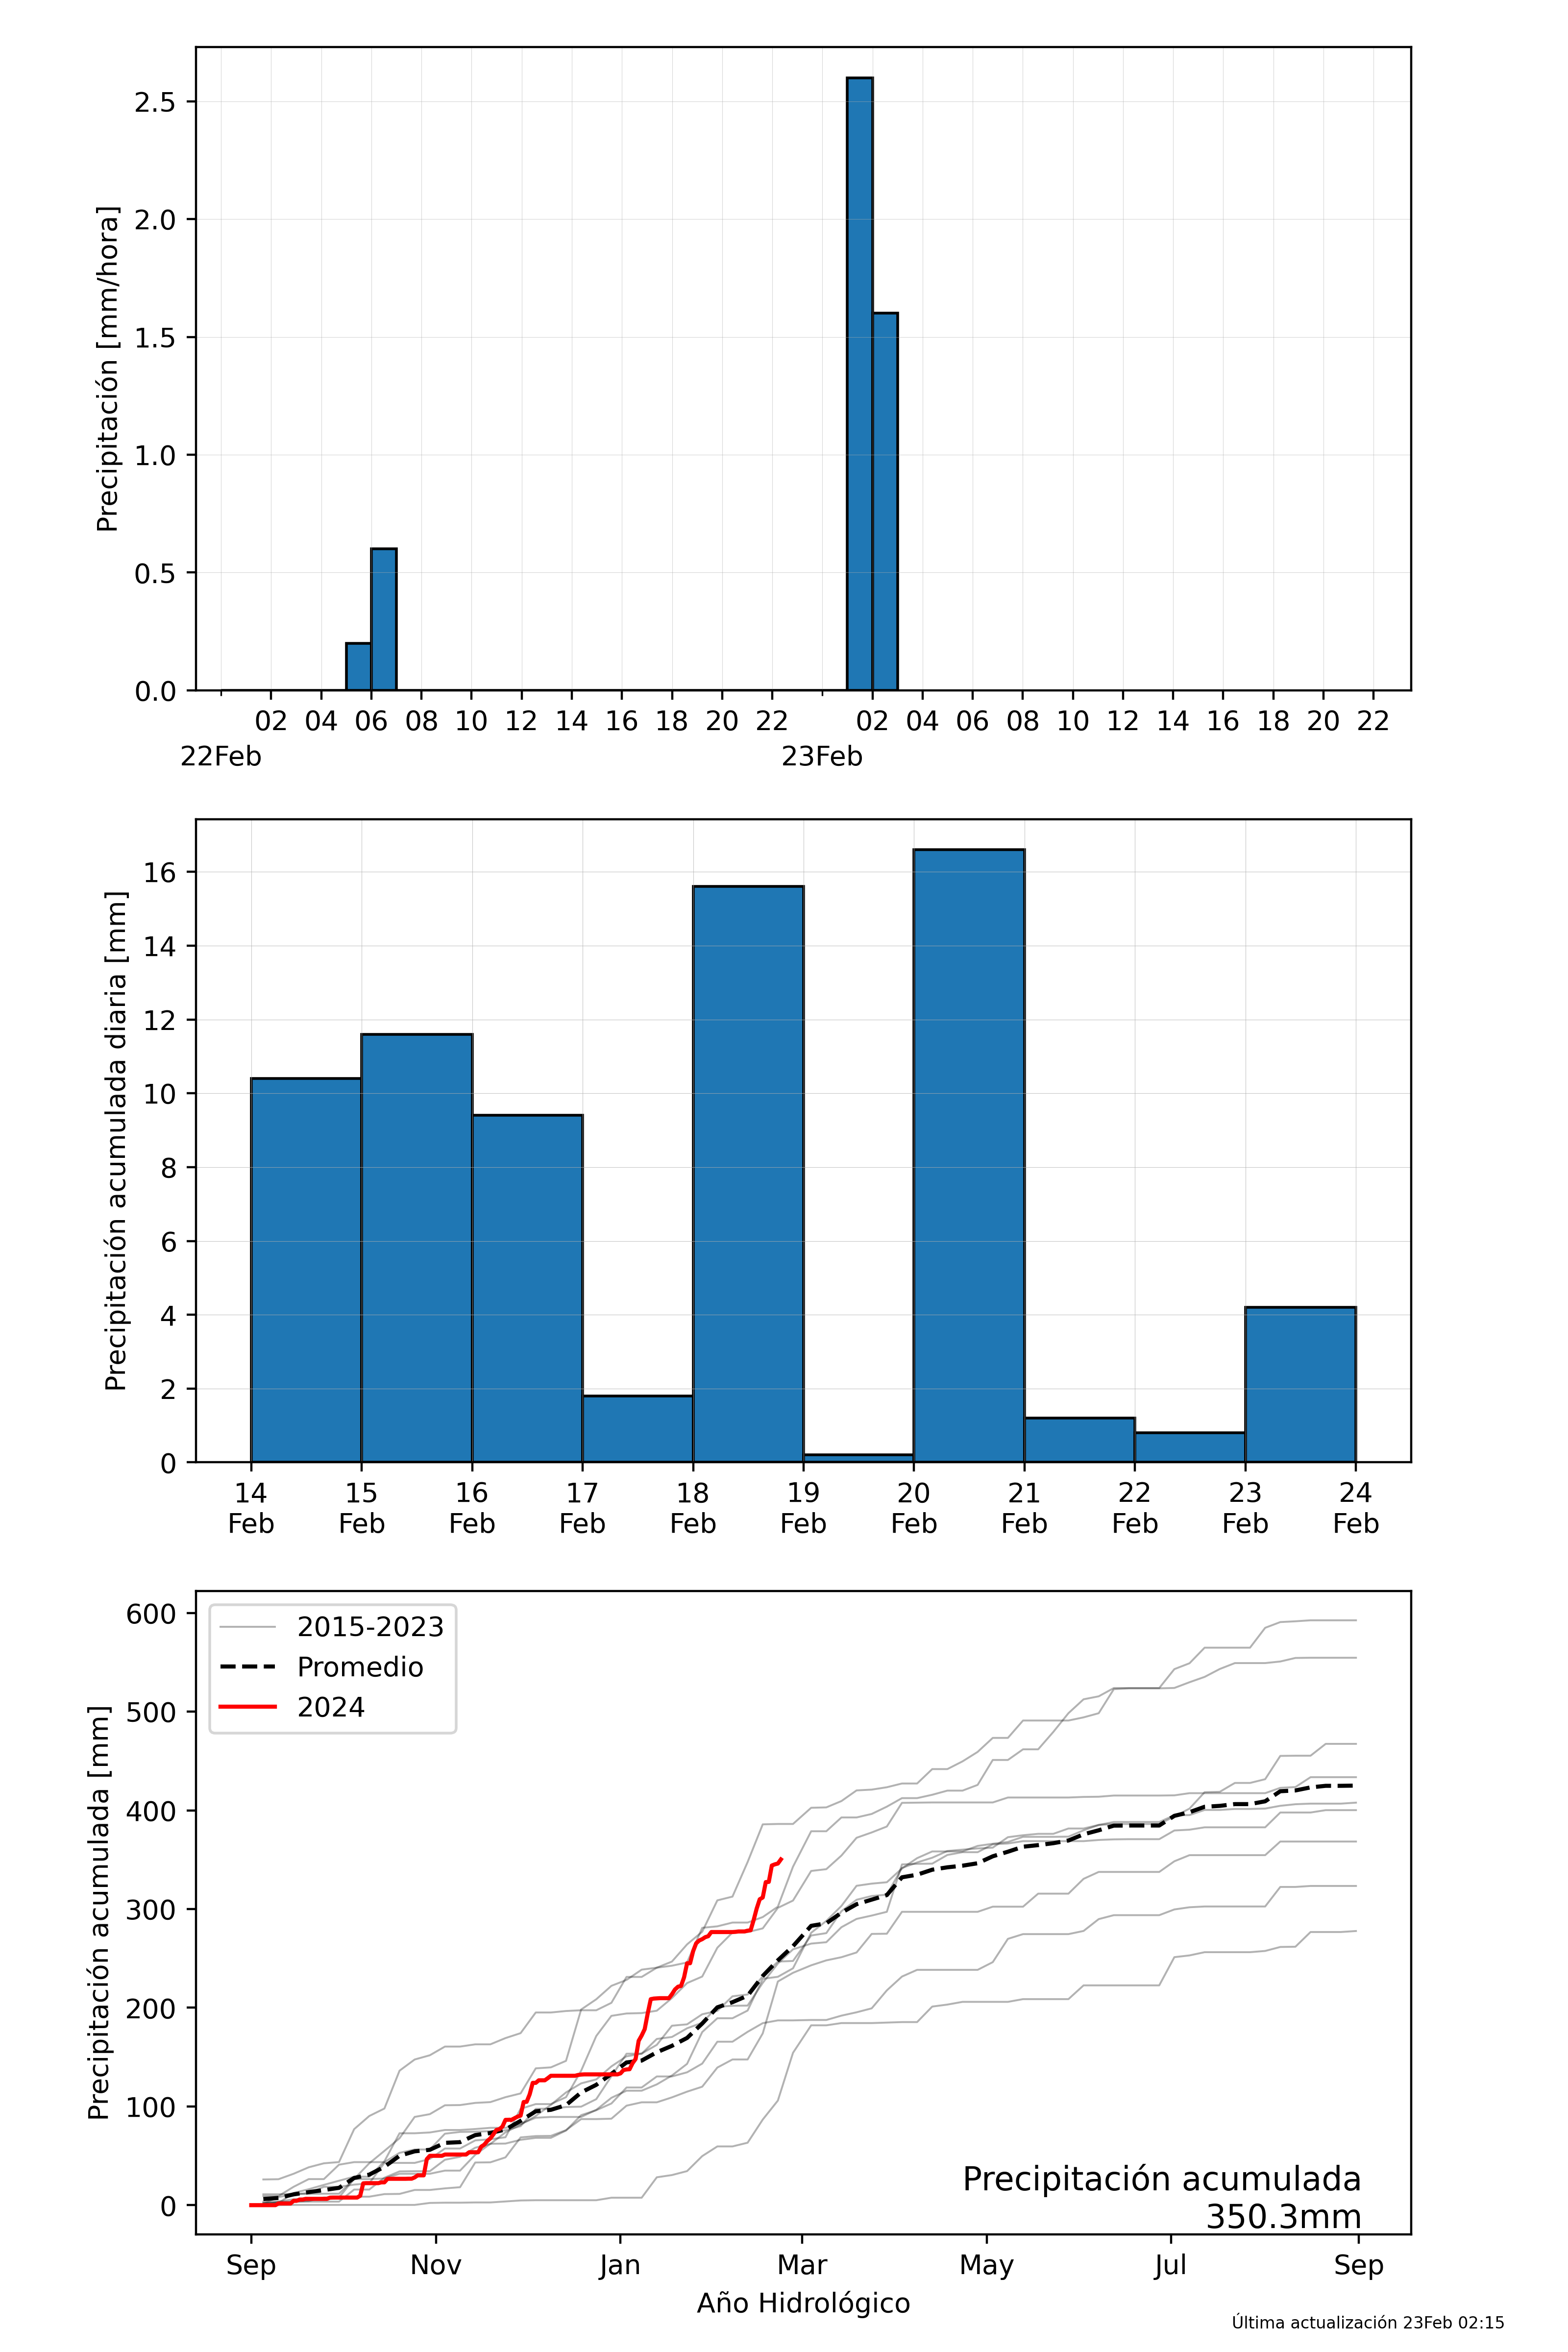 Precipitación [mm/hora]
2.5
2.0
1.5
1.0
0.5
0.0
02 04 06 08 10 12 14 16 18 20 22 02 04 06 08 10 12 14 16 18 20 22
22Feb 23Feb
Precipitación acumulada diaria [mm]
16
14
12
10
8
6
4
2
0
14 15 16 17 18 19 20 21 22 23 24
Feb Feb Feb Feb Feb Feb Feb Feb Feb Feb Feb
Precipitación acumulada [mm]
600
500
400
300
200
100
0
2015-2023
Promedio
2024
Precipitación acumulada
350.3mm
Sep Nov Jan Mar May Jul Sep
Año Hidrológico
Última actualización 23Feb 02:15